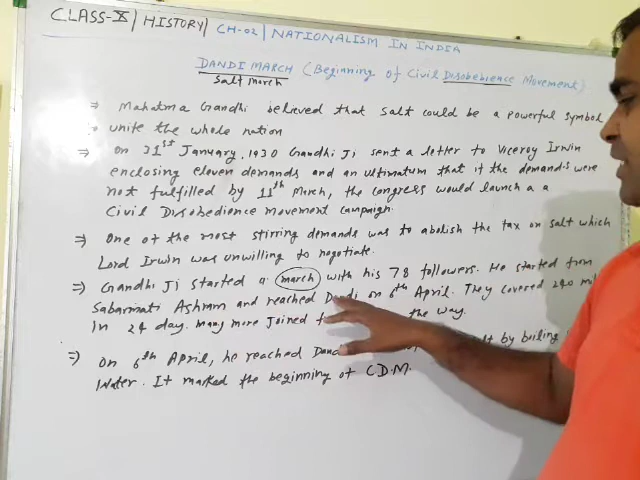 CLASS-X | HISTORY | CH-02 | NATIONALISM IN INDIA
DANDI MARCH (Beginning of Civil Disobedience Movement)
Salt march
⇒ Mahatma Gandhi believed that salt could be a powerful symbol
to unite the whole nation
⇒ On 31st January, 1930 Gandhi Ji sent a letter to Viceroy Irwin
enclosing eleven demands and an ultimatum that if the demands were
not fulfilled by 11th March, the Congress would launch a a
Civil Disobedience Movement campaign.
⇒ One of the most stirring demands was to abolish the tax on salt which
Lord Irwin was unwilling to negotiate.
⇒ Gandhi Ji started a march with his 78 followers. He started from
Sabarmati Ashram and reached Dandi on 6th April. They covered 240
In 24 day. Many more joined the way.
⇒ On 6th April, he reached by boiling
Water. It marked the beginning of C.D.M.